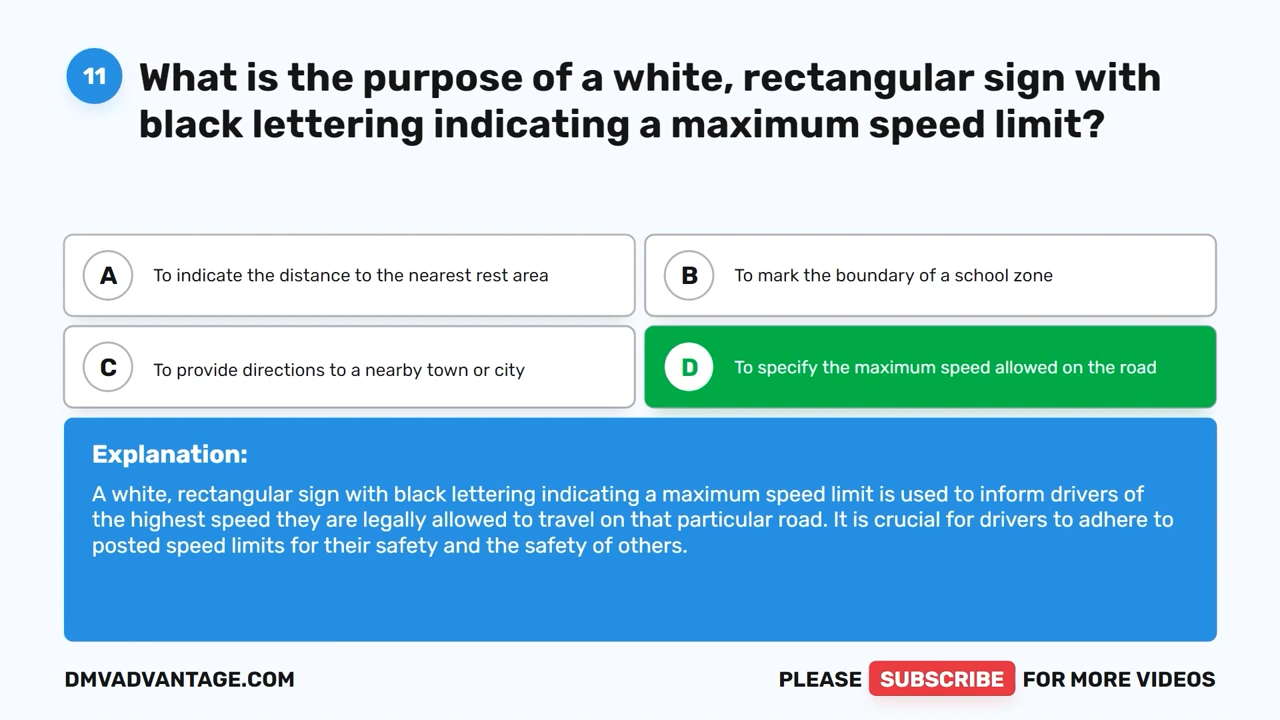 11
What is the purpose of a white, rectangular sign with
black lettering indicating a maximum speed limit?
A To indicate the distance to the nearest rest area
B To mark the boundary of a school zone
C To provide directions to a nearby town or city
D To specify the maximum speed allowed on the road
Explanation:
A white, rectangular sign with black lettering indicating a maximum speed limit is used to inform drivers of
the highest speed they are legally allowed to travel on that particular road. It is crucial for drivers to adhere to
posted speed limits for their safety and the safety of others.
DMVADVANTAGE.COM
PLEASE SUBSCRIBE FOR MORE VIDEOS